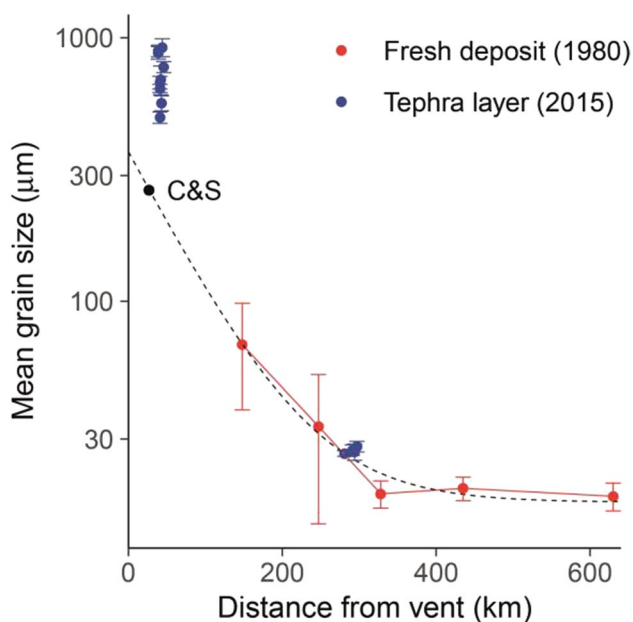 1000
Fresh deposit (1980)
Tephra layer (2015)
300
C&S
Mean grain size (μm)
100
30
0 200 400 600
Distance from vent (km)